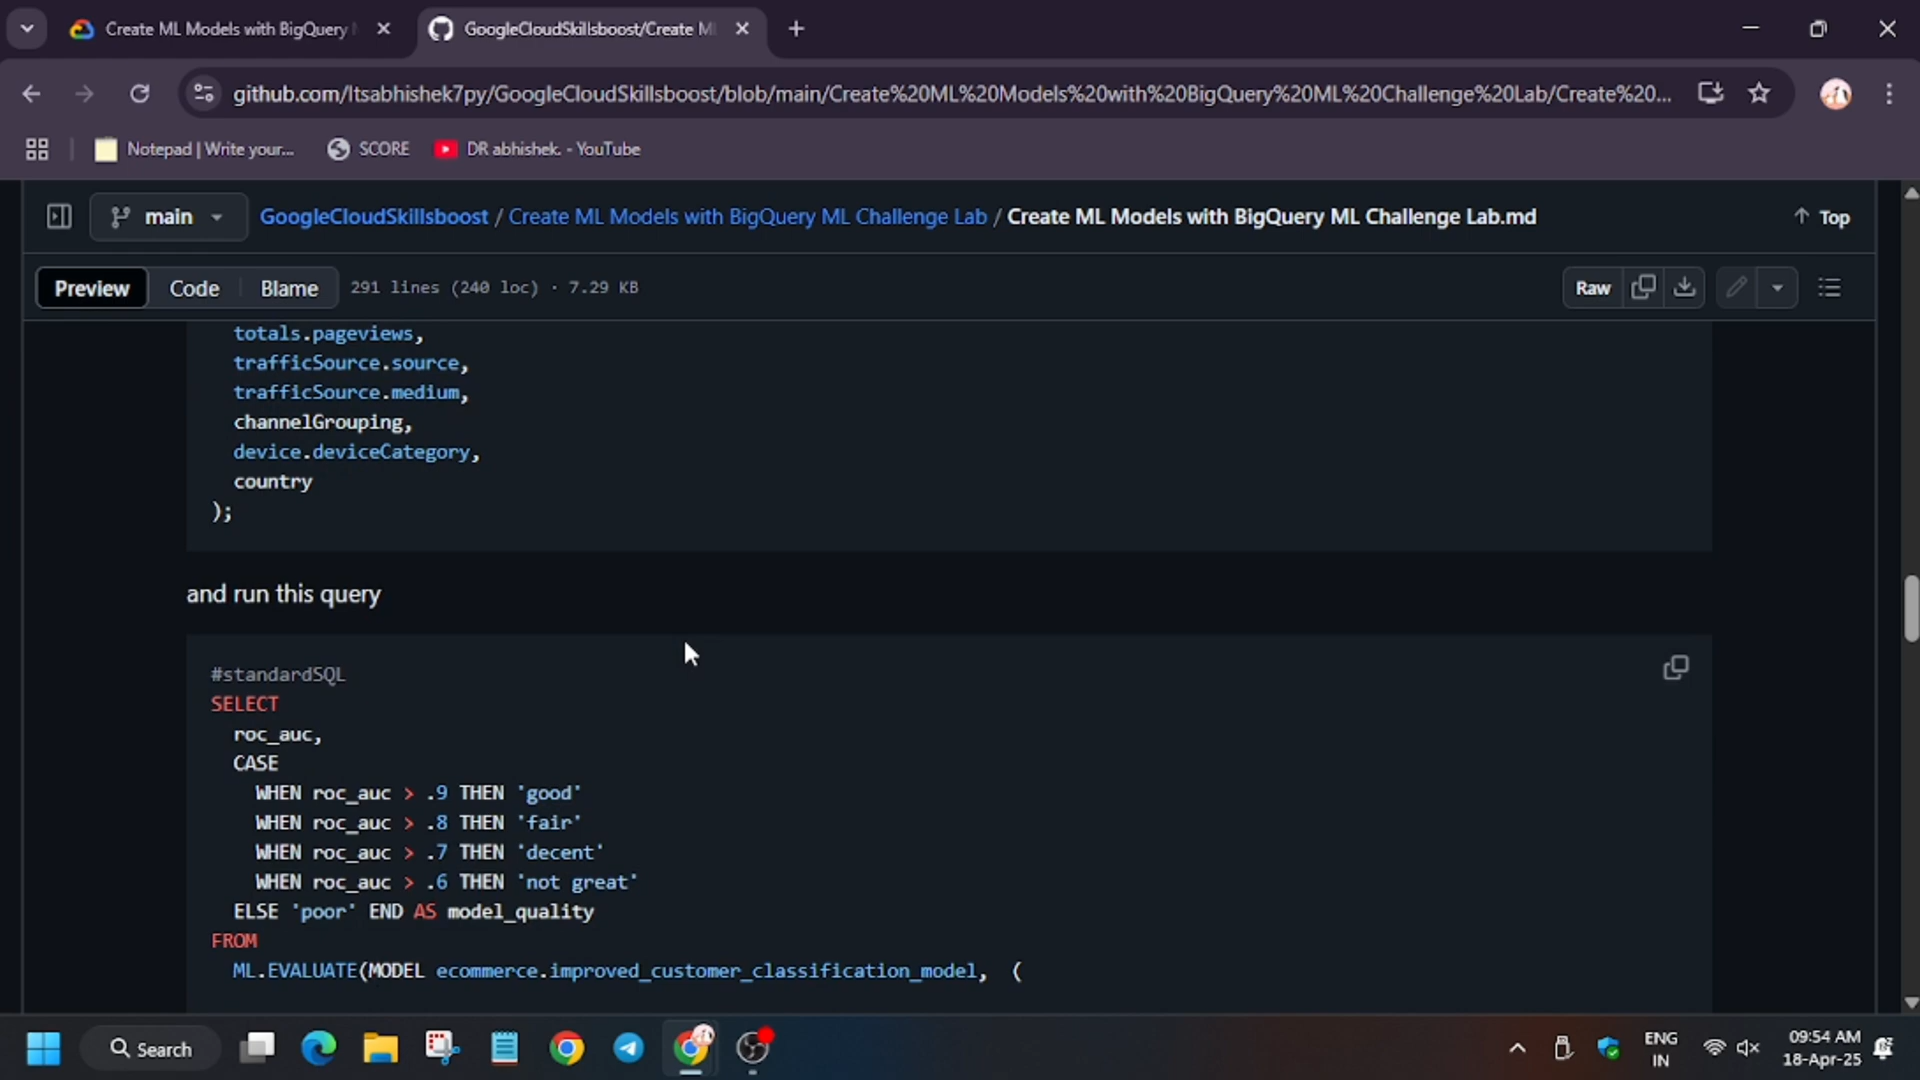 Create ML Models with BigQuery
GoogleCloudSkillsboost/Create M
github.com/Itsabhishek7py/GoogleCloudSkillsboost/blob/main/Create%20ML%20Models%20with%20BigQuery%20ML%20Challenge%20Lab/Create%20...
Notepad | Write your...
SCORE
DR abhishek. - YouTube
main
GoogleCloudSkillsboost / Create ML Models with BigQuery ML Challenge Lab / Create ML Models with BigQuery ML Challenge Lab.md
Top
Preview
Code
Blame
291 lines (240 loc) · 7.29 KB
Raw
totals.pageviews,
trafficSource.source,
trafficSource.medium,
channelGrouping,
device.deviceCategory,
country
);
and run this query
#standardSQL
SELECT
roc_auc,
CASE
WHEN roc_auc > .9 THEN 'good'
WHEN roc_auc > .8 THEN 'fair'
WHEN roc_auc > .7 THEN 'decent'
WHEN roc_auc > .6 THEN 'not great'
ELSE 'poor' END AS model_quality
FROM
ML.EVALUATE(MODEL ecommerce.improved_customer_classification_model, (
Search
ENG
IN
09:54 AM
18-Apr-25